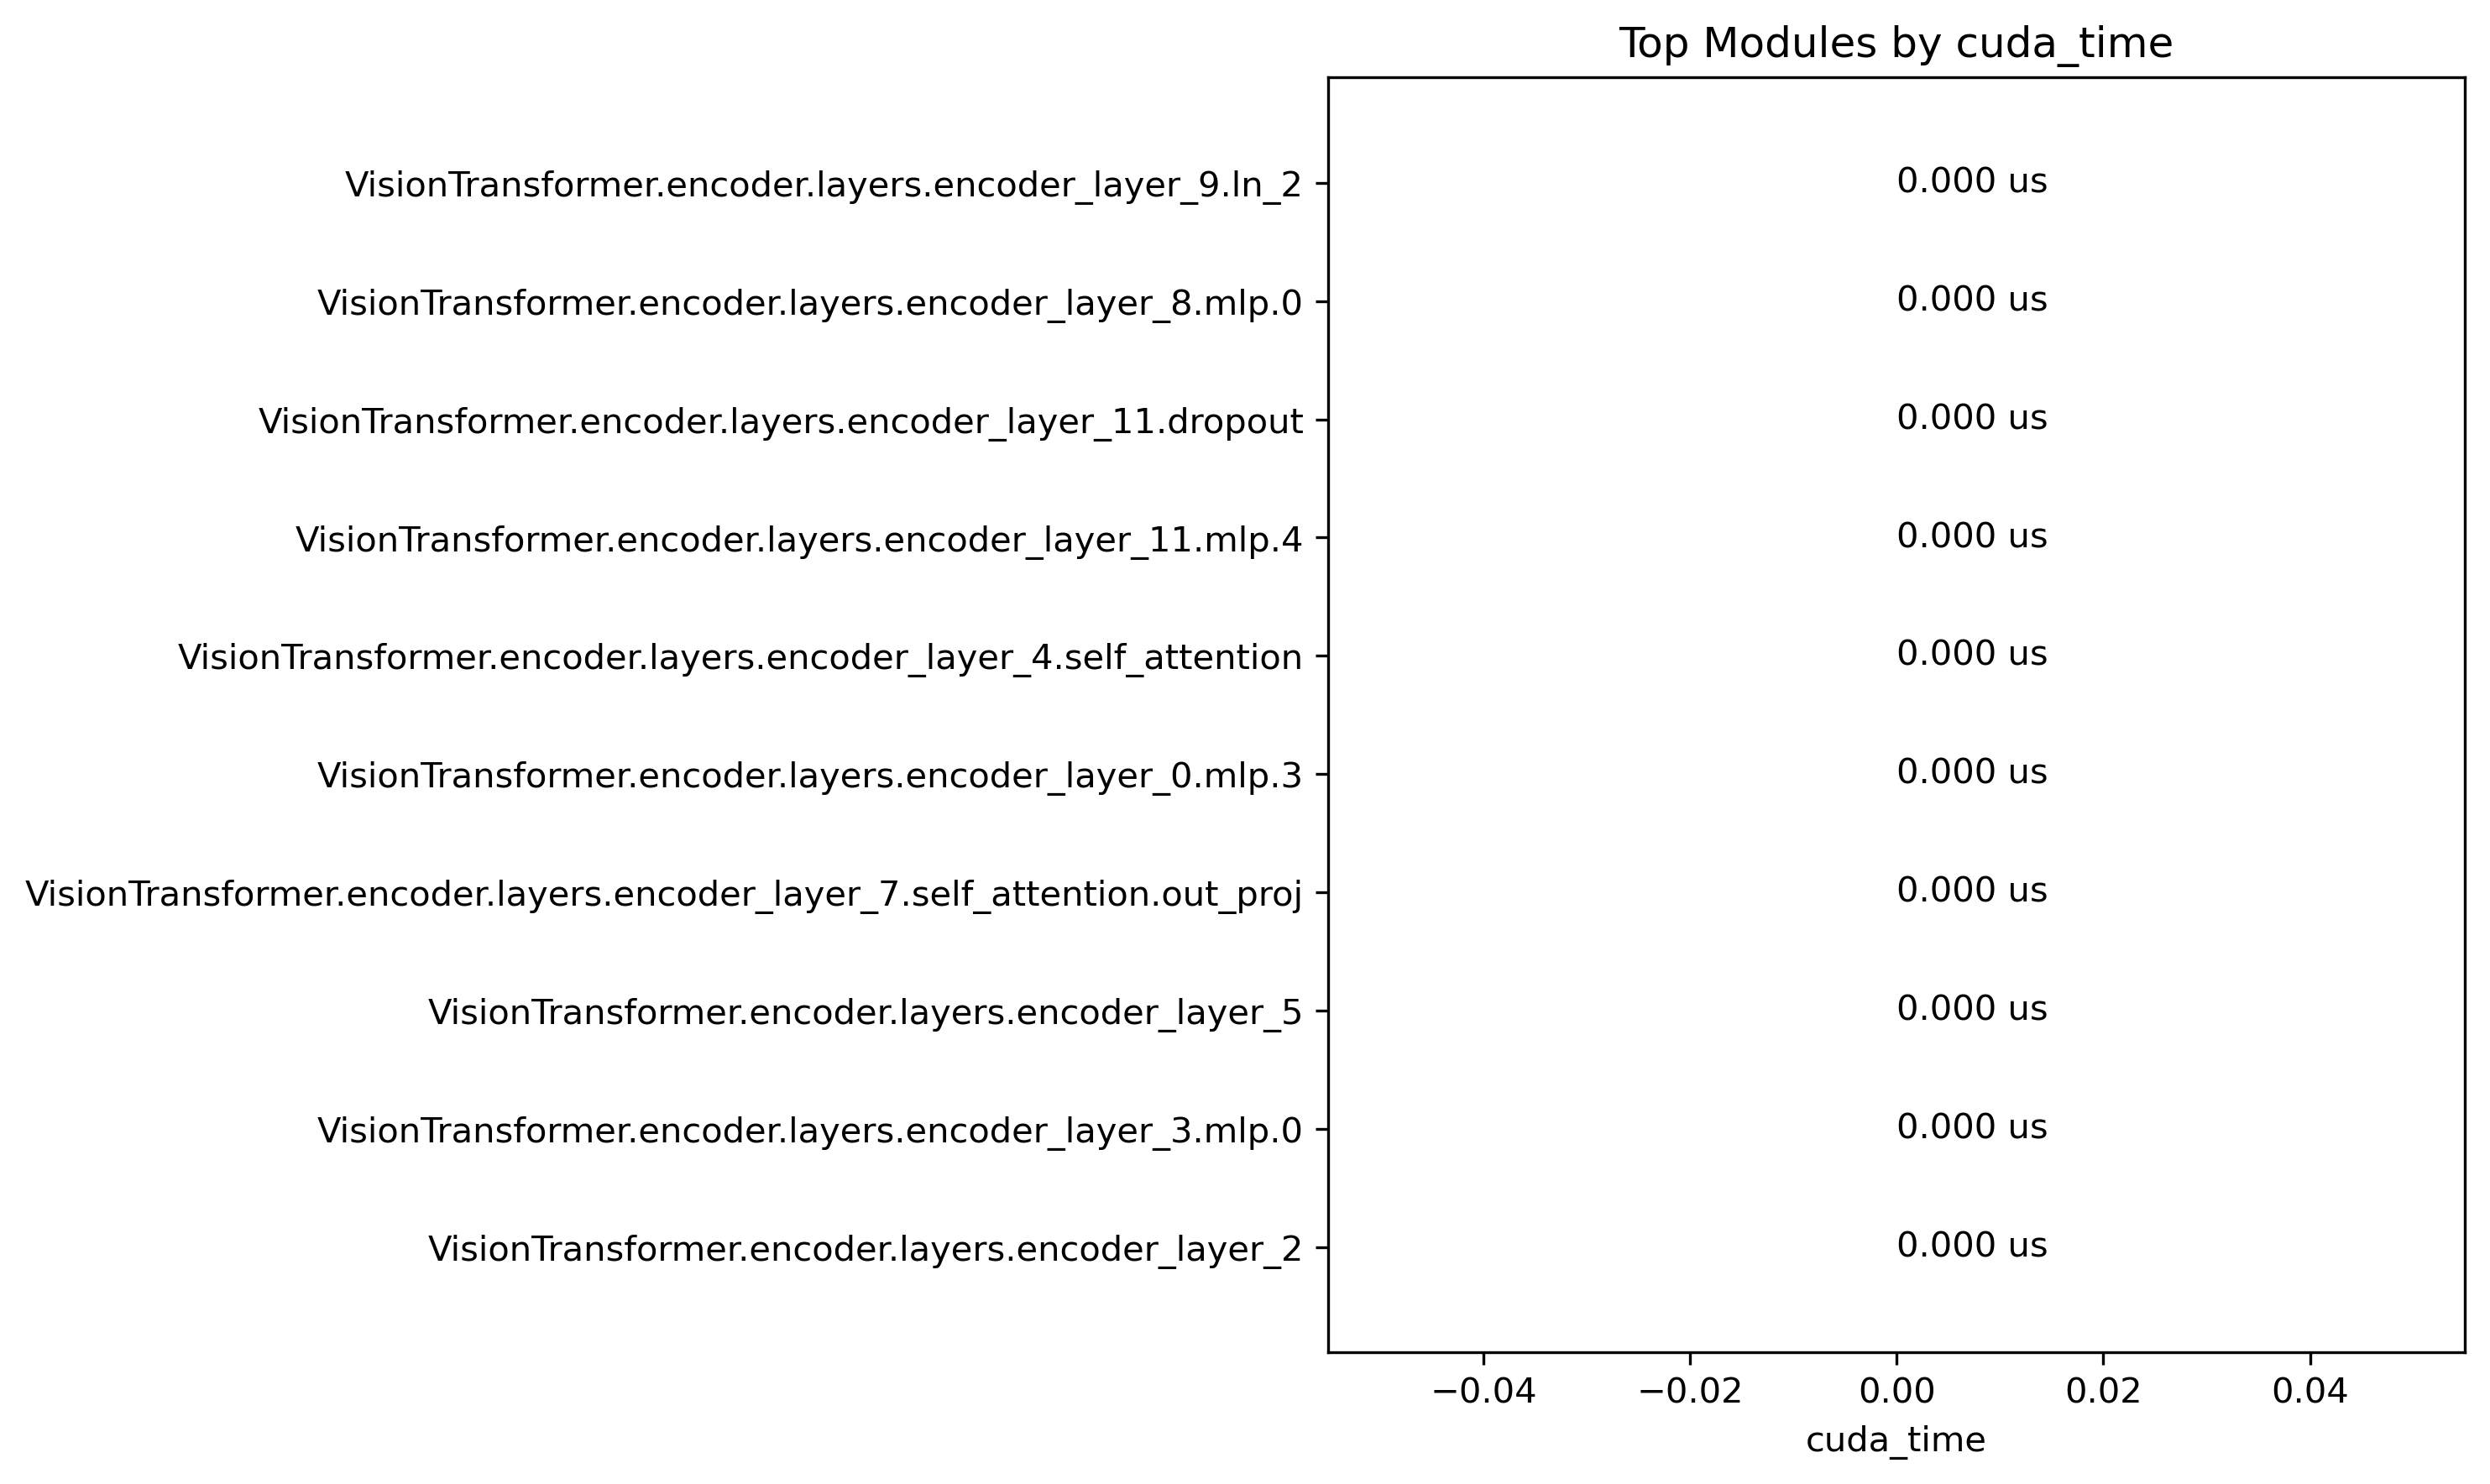 Top Modules by cuda_time
VisionTransformer.encoder.layers.encoder_layer_9.ln_2 0.000 us
VisionTransformer.encoder.layers.encoder_layer_8.mlp.0 0.000 us
VisionTransformer.encoder.layers.encoder_layer_11.dropout 0.000 us
VisionTransformer.encoder.layers.encoder_layer_11.mlp.4 0.000 us
VisionTransformer.encoder.layers.encoder_layer_4.self_attention 0.000 us
VisionTransformer.encoder.layers.encoder_layer_0.mlp.3 0.000 us
VisionTransformer.encoder.layers.encoder_layer_7.self_attention.out_proj 0.000 us
VisionTransformer.encoder.layers.encoder_layer_5 0.000 us
VisionTransformer.encoder.layers.encoder_layer_3.mlp.0 0.000 us
VisionTransformer.encoder.layers.encoder_layer_2 0.000 us
−0.04 −0.02 0.00 0.02 0.04
cuda_time